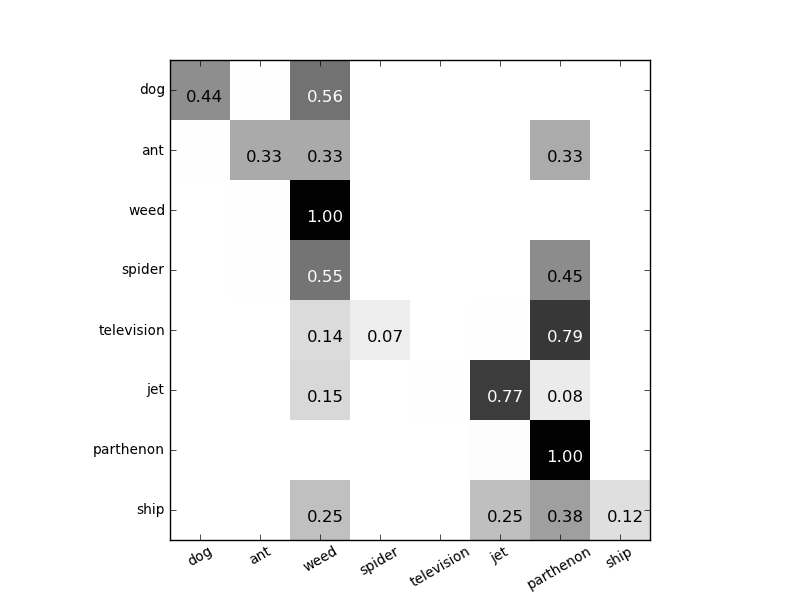 dog 0.44 0.56
ant 0.33 0.33 0.33
weed 1.00
spider 0.55 0.45
television 0.14 0.07 0.79
jet 0.15 0.77 0.08
parthenon 1.00
ship 0.25 0.25 0.38 0.12
dog ant weed spider television jet parthenon ship